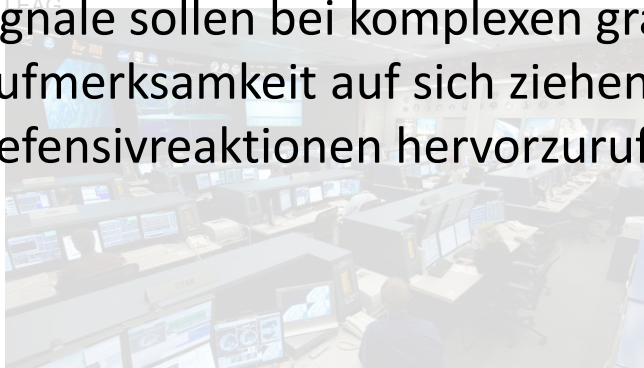 gnale sollen bei komplexen gra
ufmerksamkeit auf sich ziehen
efensivreaktionen hervorzuruf